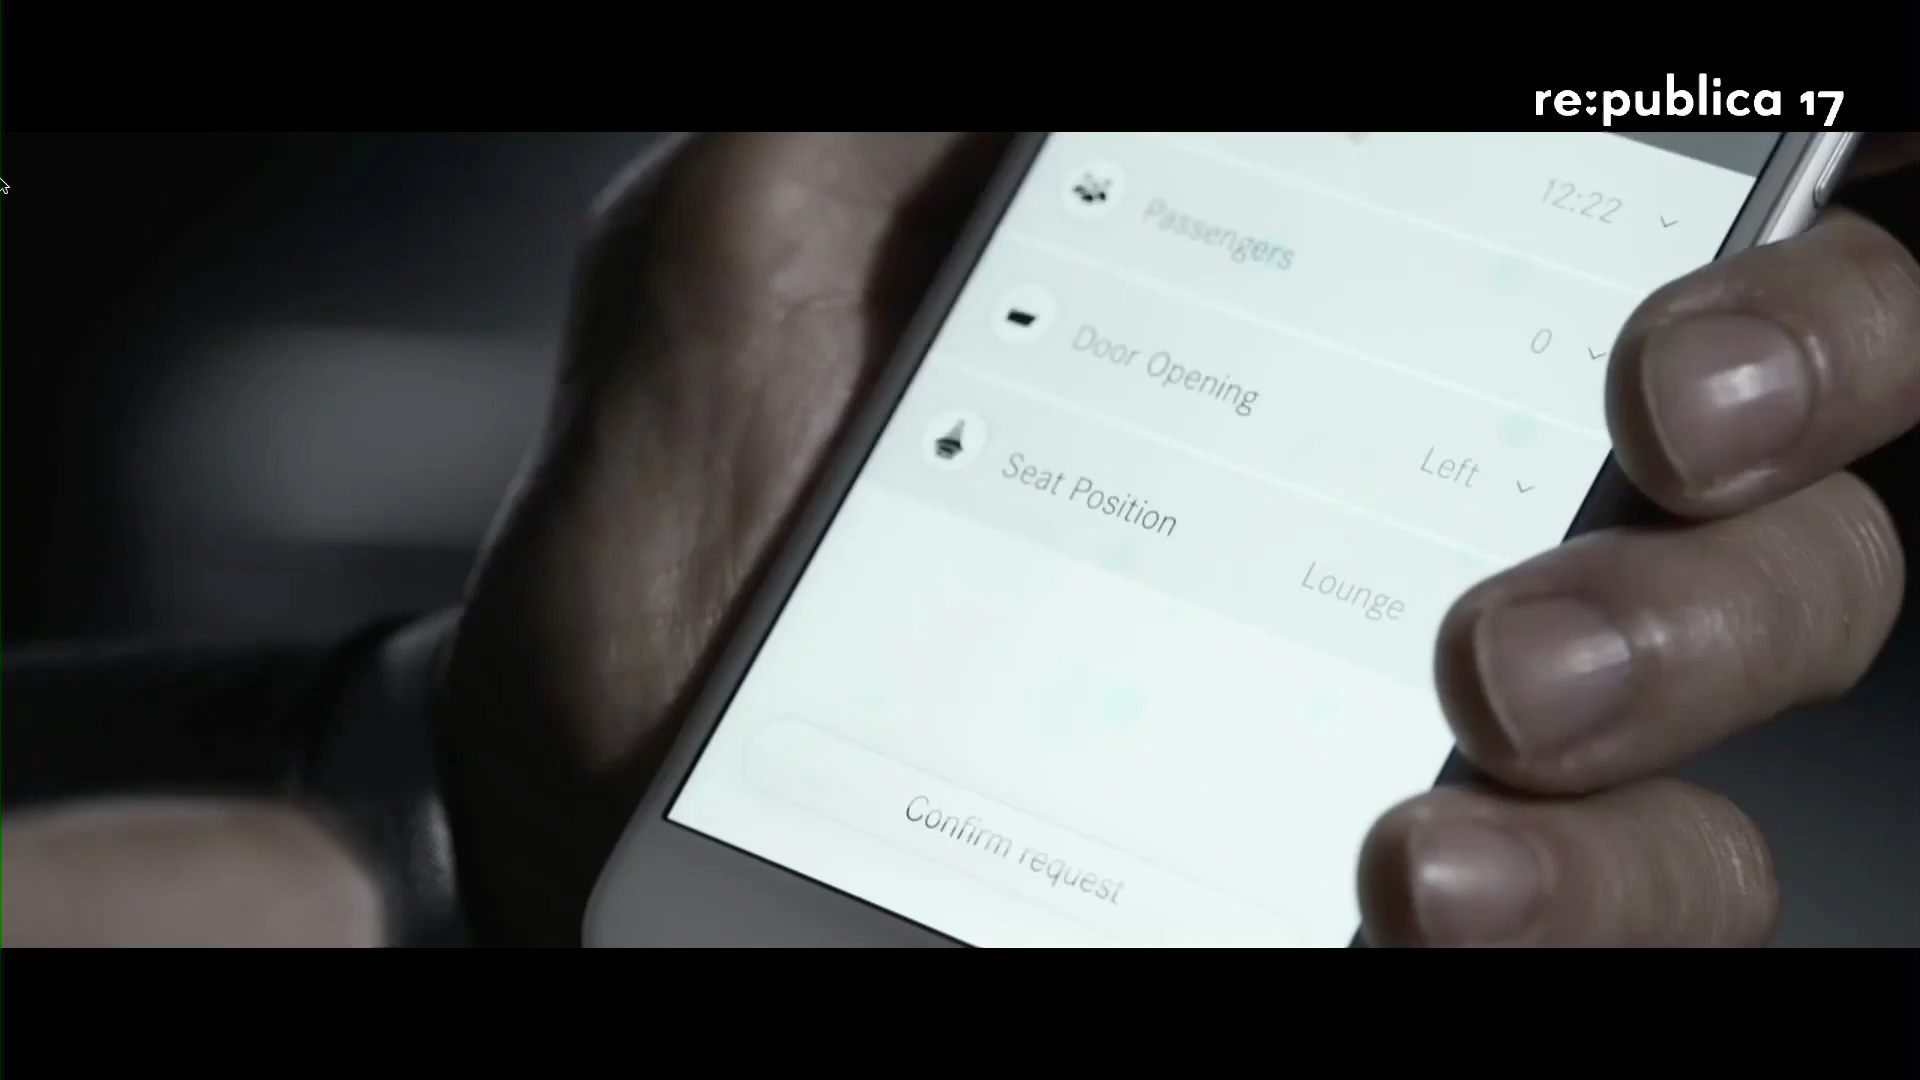 re:publica 17
12:22
Passengers
0
Door Opening
Left
Seat Position
Lounge
Confirm request